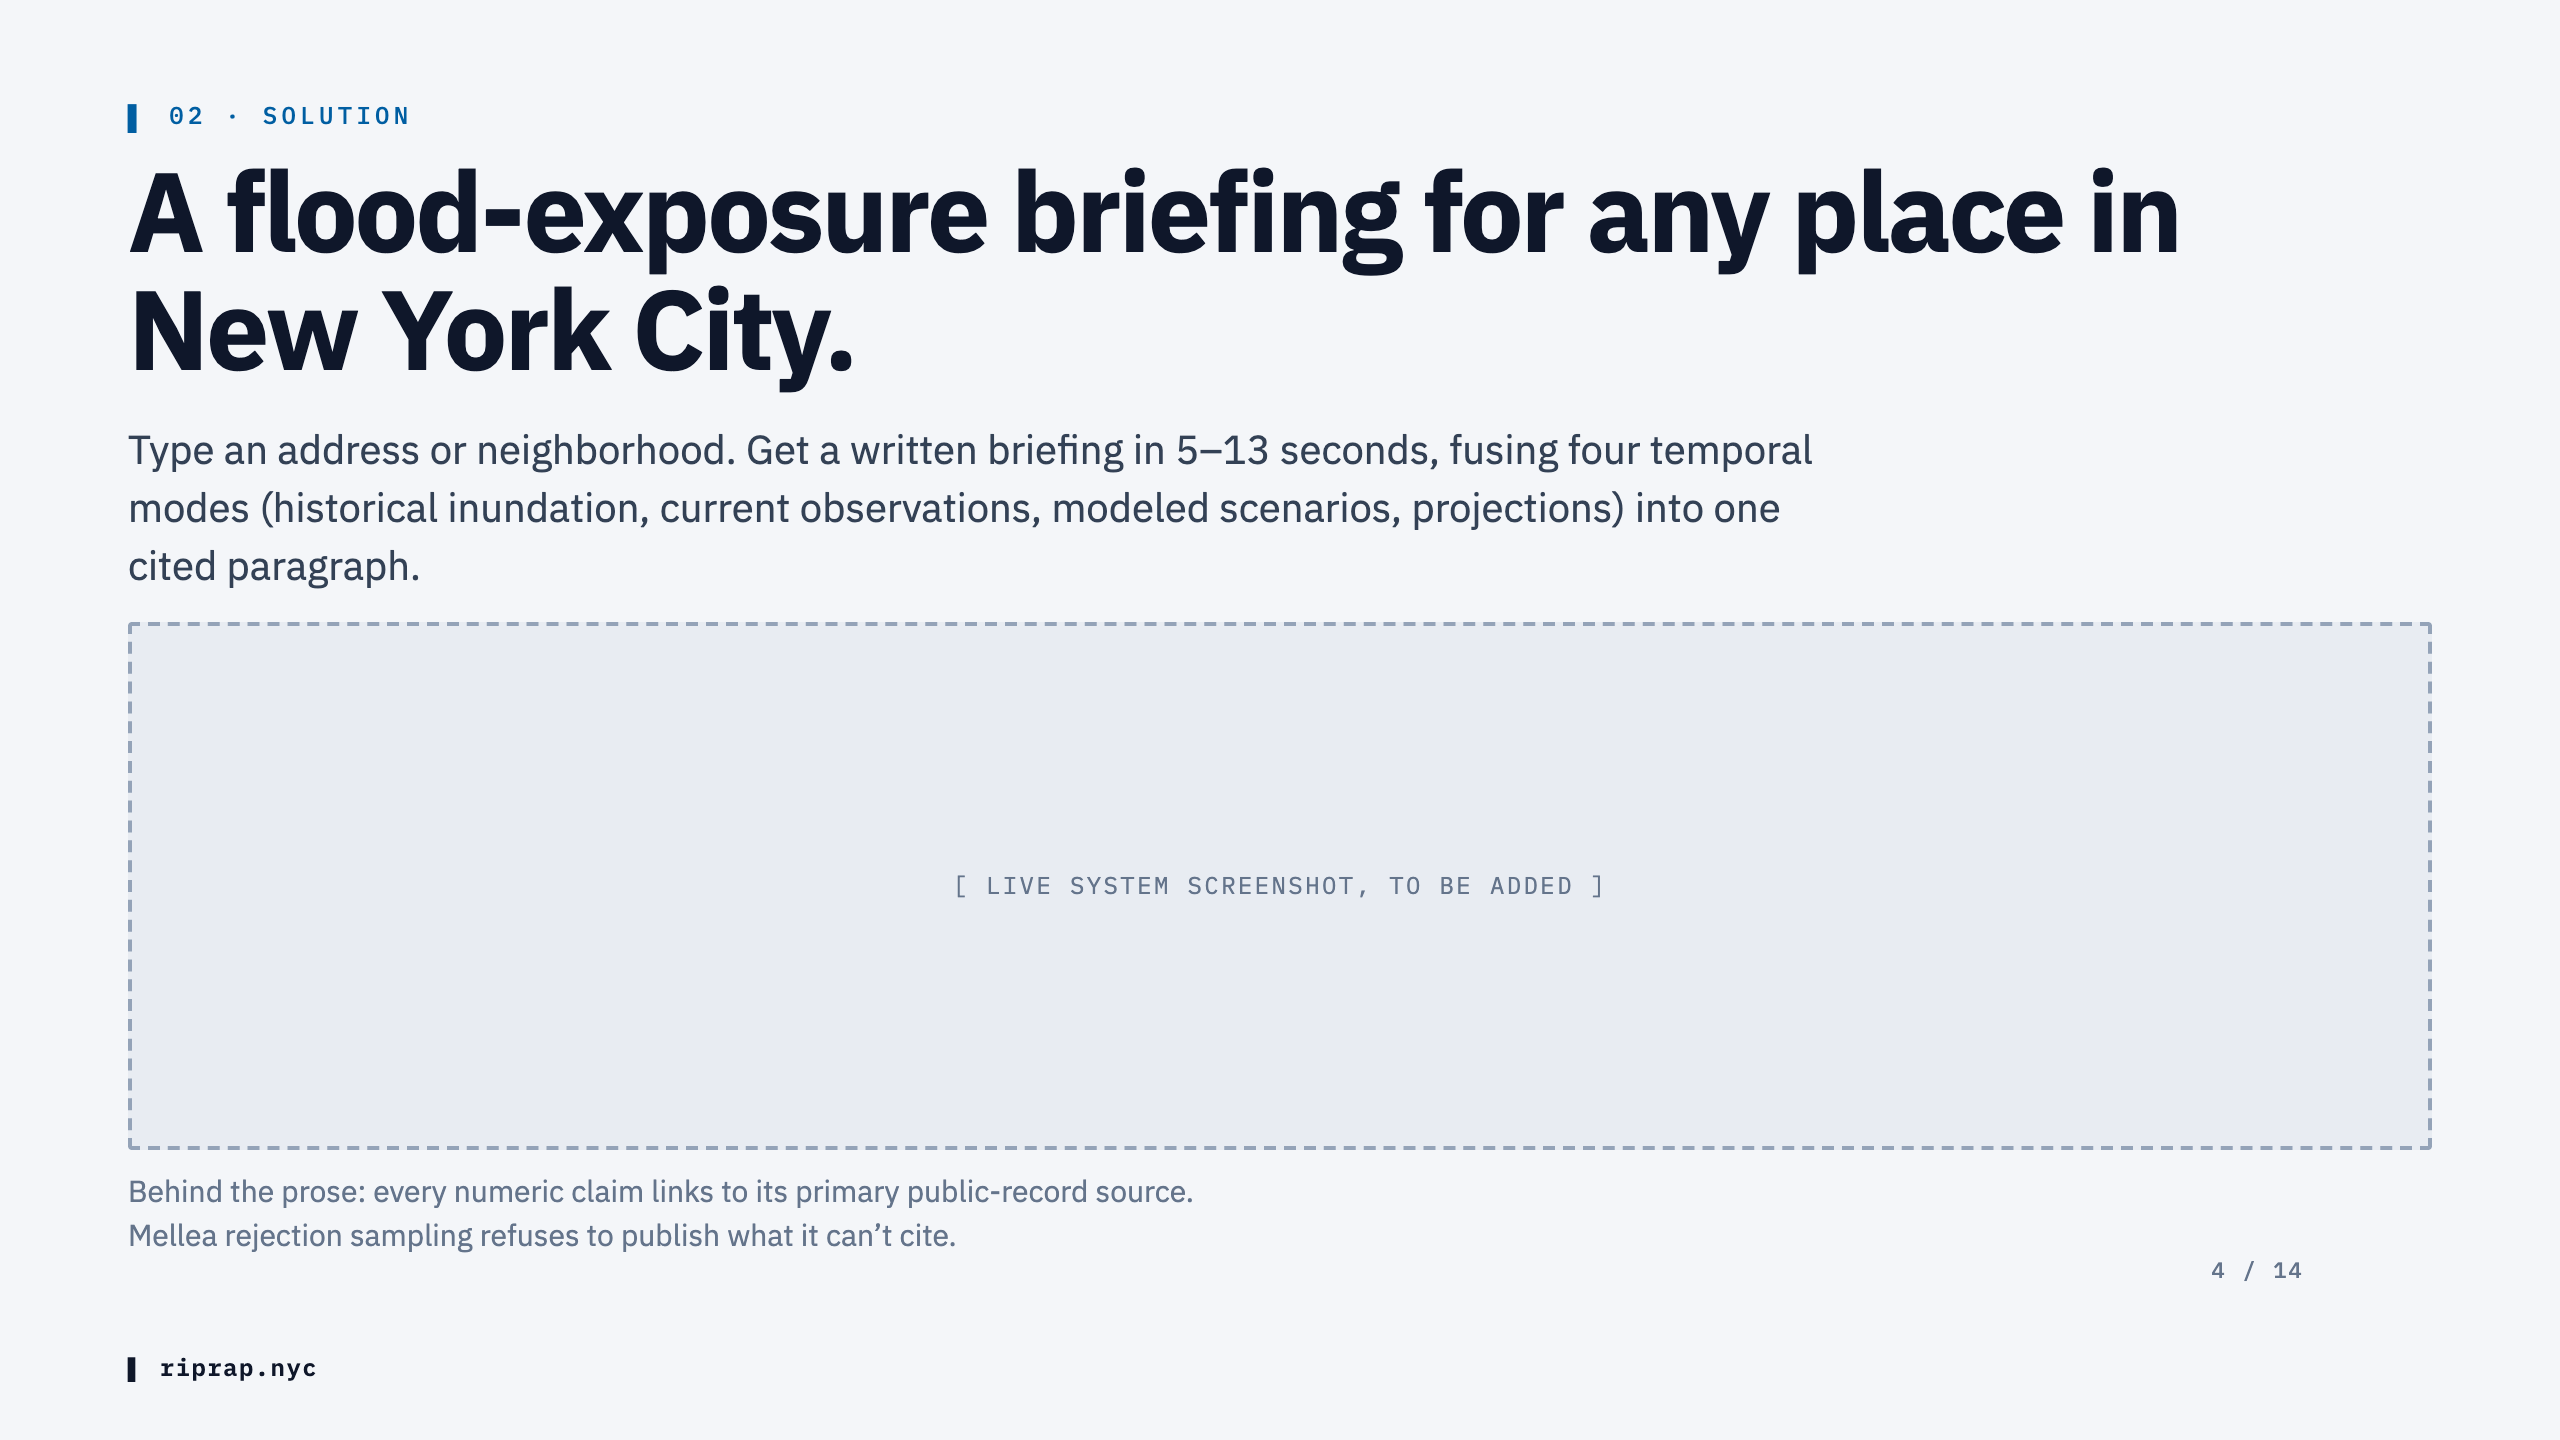 02 · SOLUTION
A flood-exposure briefing for any place in
New York City.
Type an address or neighborhood. Get a written briefing in 5–13 seconds, fusing four temporal
modes (historical inundation, current observations, modeled scenarios, projections) into one
cited paragraph.
[ LIVE SYSTEM SCREENSHOT, TO BE ADDED ]
Behind the prose: every numeric claim links to its primary public-record source.
Mellea rejection sampling refuses to publish what it can’t cite.
4 / 14
riprap.nyc